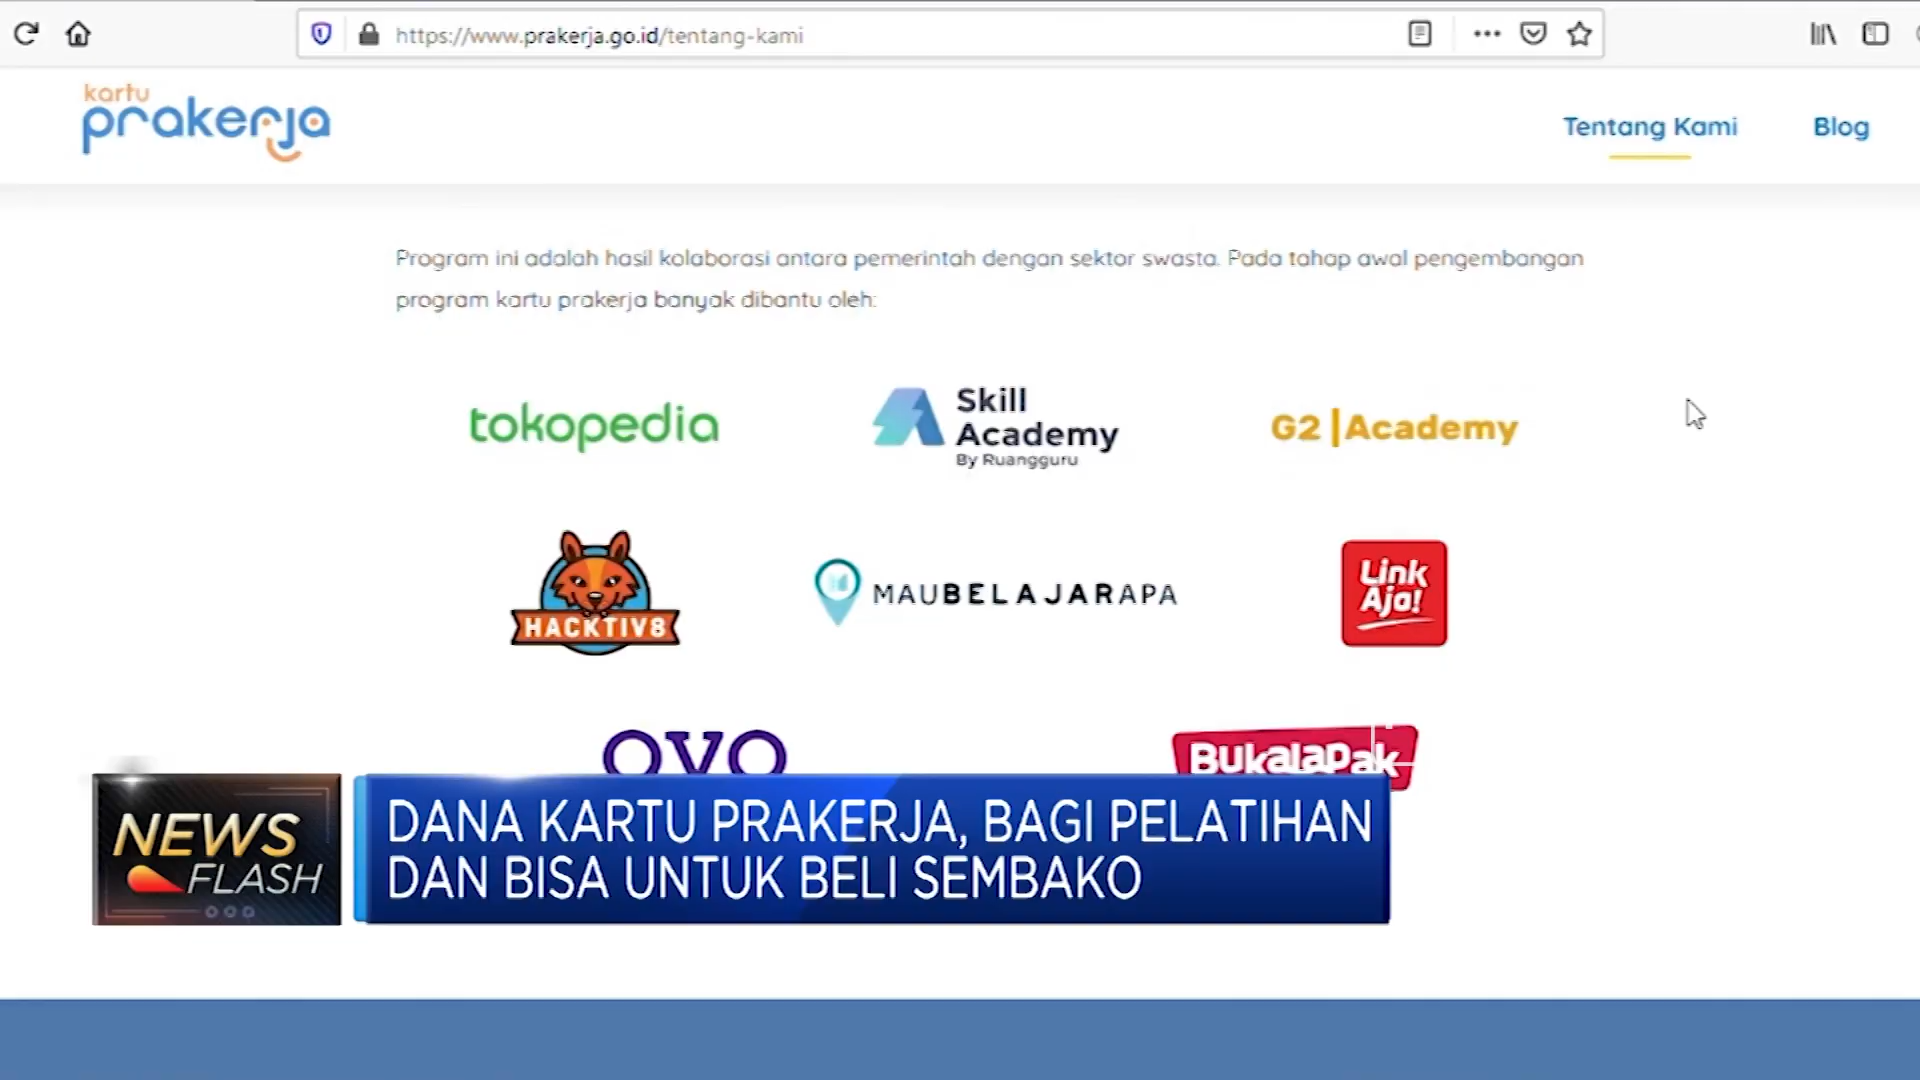 https://www.prakerja.go.id/tentang-kami
kartu
prakerja
Tentang Kami
Blog
Program ini adalah hasil kolaborasi antara pemerintah dengan sektor swasta. Pada tahap awal pengembangan
program kartu prakerja banyak dibantu oleh:
tokopedia
Skill
Academy
By Ruangguru
G2 | Academy
HACKTIV8
MAUBELAJARAPA
Link
Aja!
OVO
BukalaPak
NEWS
FLASH
DANA KARTU PRAKERJA, BAGI PELATIHAN
DAN BISA UNTUK BELI SEMBAKO